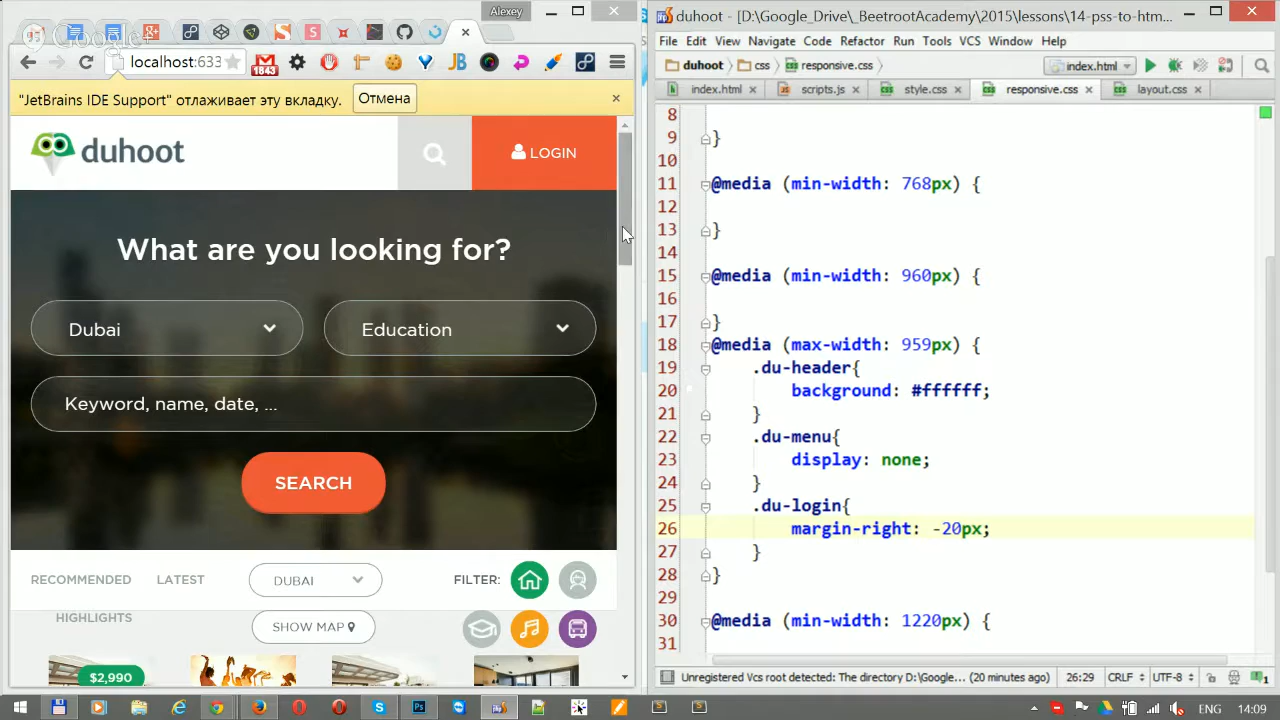 Alexey
Google+
localhost:633
1843
"JetBrains IDE Support" отлаживает эту вкладку.
Отмена
duhoot
LOGIN
What are you looking for?
Dubai
Education
Keyword, name, date, ...
SEARCH
RECOMMENDED
LATEST
DUBAI
FILTER:
HIGHLIGHTS
SHOW MAP
$2,990
duhoot - [D:\Google_Drive\_BeetrootAcademy\2015\lessons\14-pss-to-htm...
File Edit View Navigate Code Refactor Run Tools VCS Window Help
duhoot css responsive.css
index.html
index.html scripts.js style.css responsive.css layout.css
8
9 }
10
11 @media (min-width: 768px) {
12
13 }
14
15 @media (min-width: 960px) {
16
17 }
18 @media (max-width: 959px) {
19 .du-header{
20 background: #ffffff;
21 }
22 .du-menu{
23 display: none;
24 }
25 .du-login{
26 margin-right: -20px;
27 }
28 }
29
30 @media (min-width: 1220px) {
31
Unregistered Vcs root detected: The directory D:\Google... (20 minutes ago)
26:29 CRLF UTF-8
1
ENG 14:09